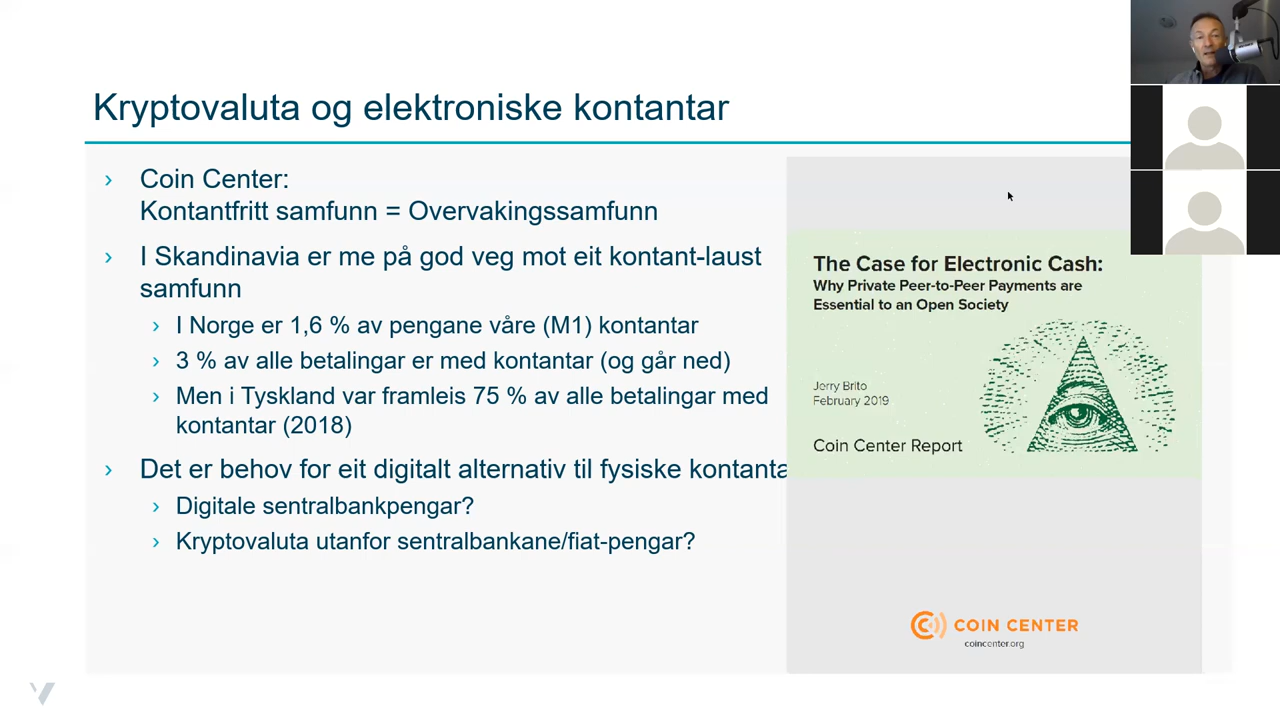 Kryptovaluta og elektroniske kontantar
› Coin Center:
Kontantfritt samfunn = Overvakingssamfunn
› I Skandinavia er me på god veg mot eit kontant-laust
samfunn
› I Norge er 1,6 % av pengane våre (M1) kontantar
› 3 % av alle betalingar er med kontantar (og går ned)
› Men i Tyskland var framleis 75 % av alle betalingar med
kontantar (2018)
› Det er behov for eit digitalt alternativ til fysiske kontanta
› Digitale sentralbankpengar?
› Kryptovaluta utanfor sentralbankane/fiat-pengar?
The Case for Electronic Cash:
Why Private Peer-to-Peer Payments are
Essential to an Open Society
Jerry Brito
February 2019
Coin Center Report
COIN CENTER
coincenter.org